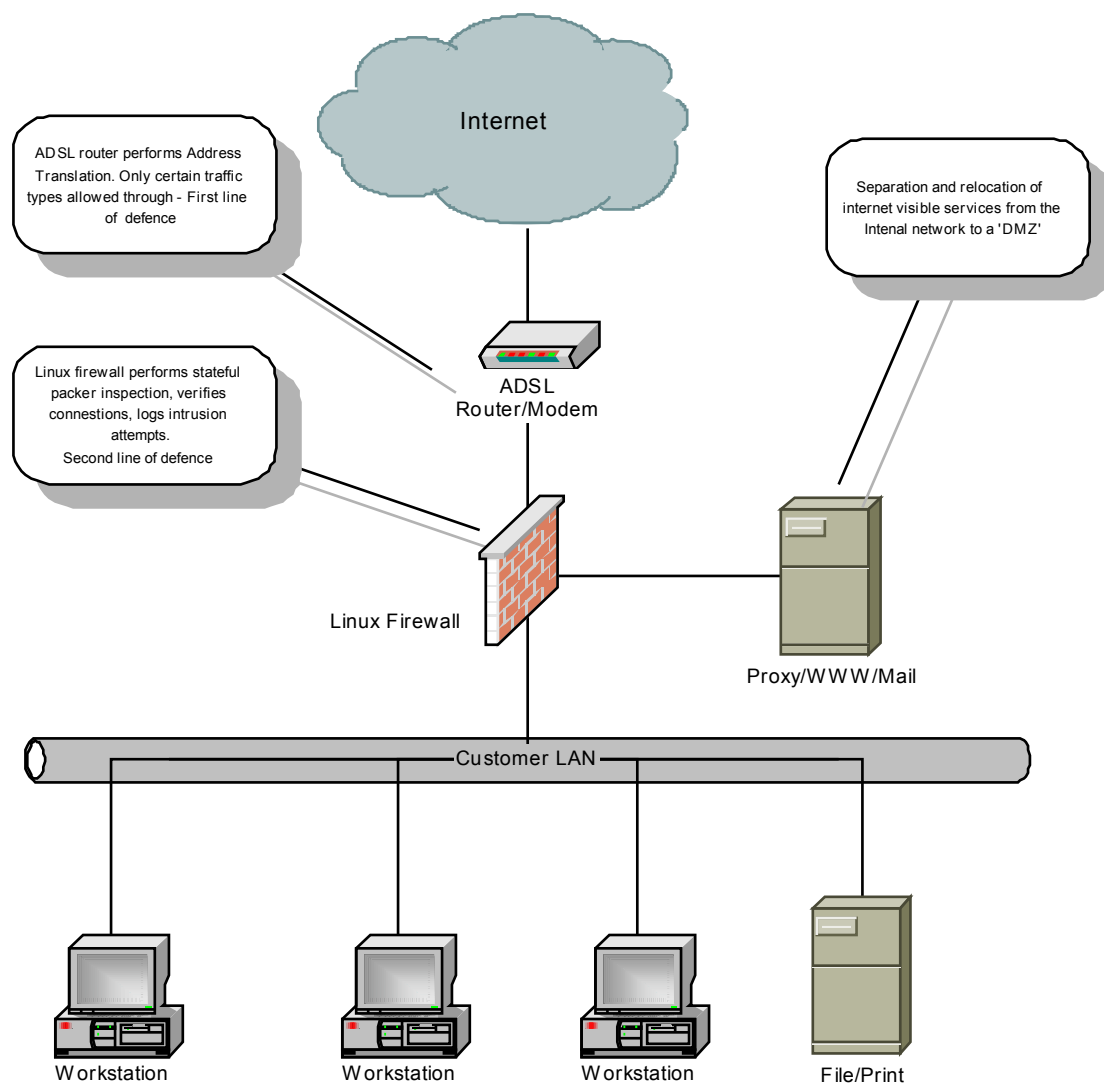 Internet
ADSL router performs Address
Translation. Only certain traffic
types allowed through - First line
of defence
Separation and relocation of
internet visible services from the
Intenal network to a 'DMZ'
ADSL
Router/Modem
Linux firewall performs stateful
packer inspection, verifies
connestions, logs intrusion
attempts.
Second line of defence
Linux Firewall
Proxy/WWW/Mail
Customer LAN
Workstation
Workstation
Workstation
File/Print